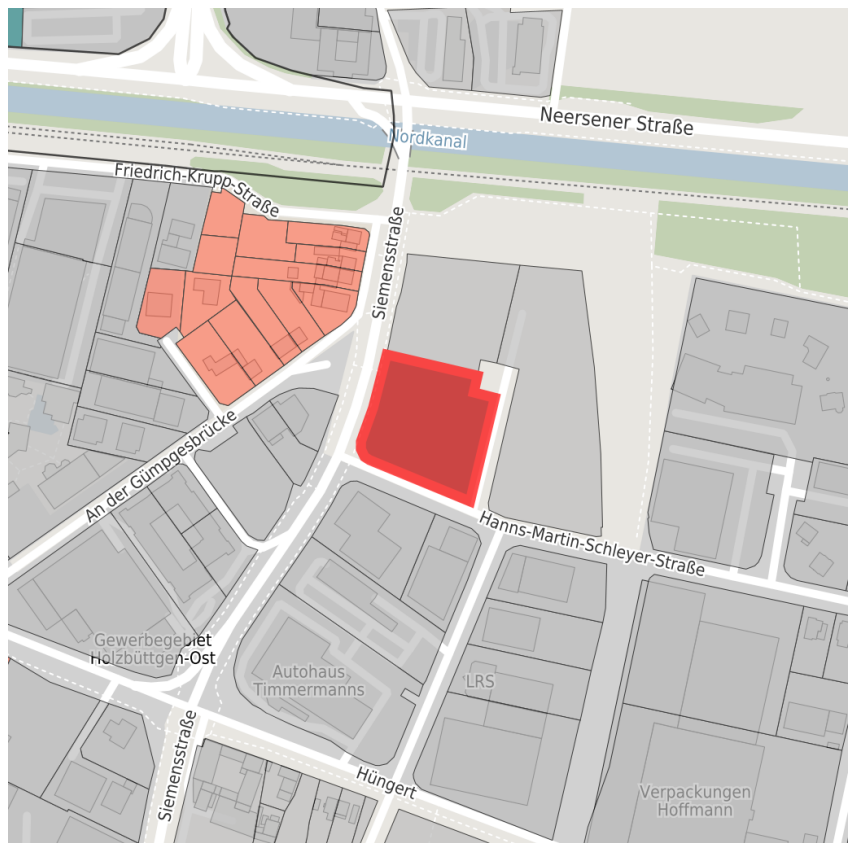 Neersener Straße
Nordkanal
Friedrich-Krupp-Straße
Siemensstraße
An der Gümpgesbrücke
Hanns-Martin-Schleyer-Straße
Gewerbegebiet
Holzbüttgen-Ost
Autohaus
Timmermanns
LRS
Siemensstraße
Hüngert
Verpackungen
Hoffmann